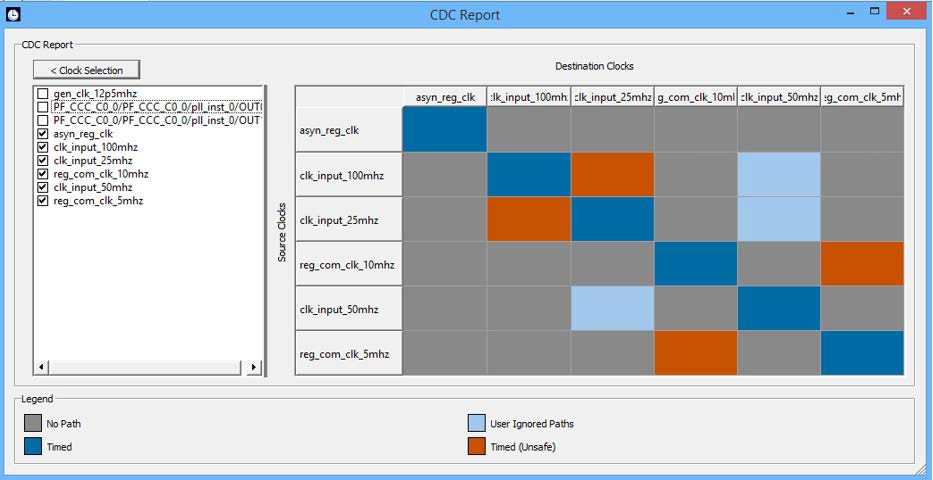 CDC Report
CDC Report
< Clock Selection
gen_clk_12p5mhz
PF_CCC_C0_0/PF_CCC_C0_0/pll_inst_0/OUT
PF_CCC_C0_0/PF_CCC_C0_0/pll_inst_0/OUT
asyn_reg_clk
clk_input_100mhz
clk_input_25mhz
reg_com_clk_10mhz
clk_input_50mhz
reg_com_clk_5mhz
Destination Clocks
asyn_reg_clk :lk_input_100mh :lk_input_25mhz g_com_clk_10ml :lk_input_50mhz :g_com_clk_5mh
Source Clocks
asyn_reg_clk
clk_input_100mhz
clk_input_25mhz
reg_com_clk_10mhz
clk_input_50mhz
reg_com_clk_5mhz
Legend
No Path
User Ignored Paths
Timed
Timed (Unsafe)